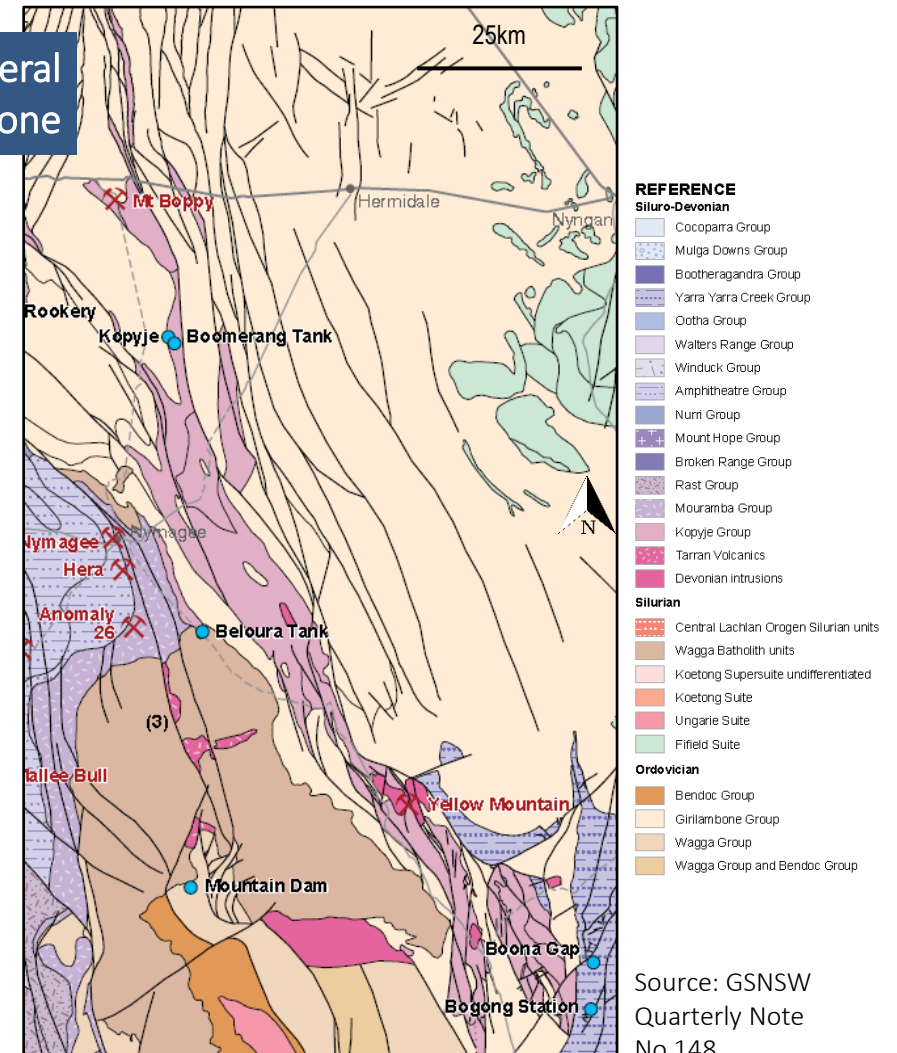 eral
one
25km
Mt Boppy
Hermidale
Nyngan
Rookery
Kopyje
Boomerang Tank
N
Nymagee
Nymagee
Hera
Anomaly
26
Beloura Tank
(3)
Mallee Bull
Yellow Mountain
Mountain Dam
Boona Gap
Bogong Station
REFERENCE
Siluro-Devonian
Cocoparra Group
Mulga Downs Group
Bootheragandra Group
Yarra Yarra Creek Group
Ootha Group
Walters Range Group
Winduck Group
Amphitheatre Group
Nurri Group
Mount Hope Group
Broken Range Group
Rast Group
Mouramba Group
Kopyje Group
Tarran Volcanics
Devonian intrusions
Silurian
Central Lachlan Orogen Silurian units
Wagga Batholith units
Koetong Supersuite undifferentiated
Koetong Suite
Ungarie Suite
Fifield Suite
Ordovician
Bendoc Group
Girilambone Group
Wagga Group
Wagga Group and Bendoc Group
Source: GSNSW
Quarterly Note
No 148